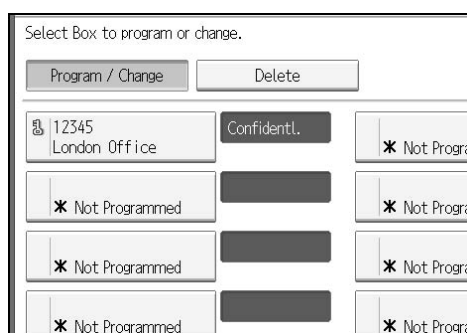 Select Box to program or change.
Program / Change Delete
12345
London Office
Confidentl.
* Not Progra
* Not Programmed
* Not Progra
* Not Programmed
* Not Progra
* Not Programmed
* Not Progra